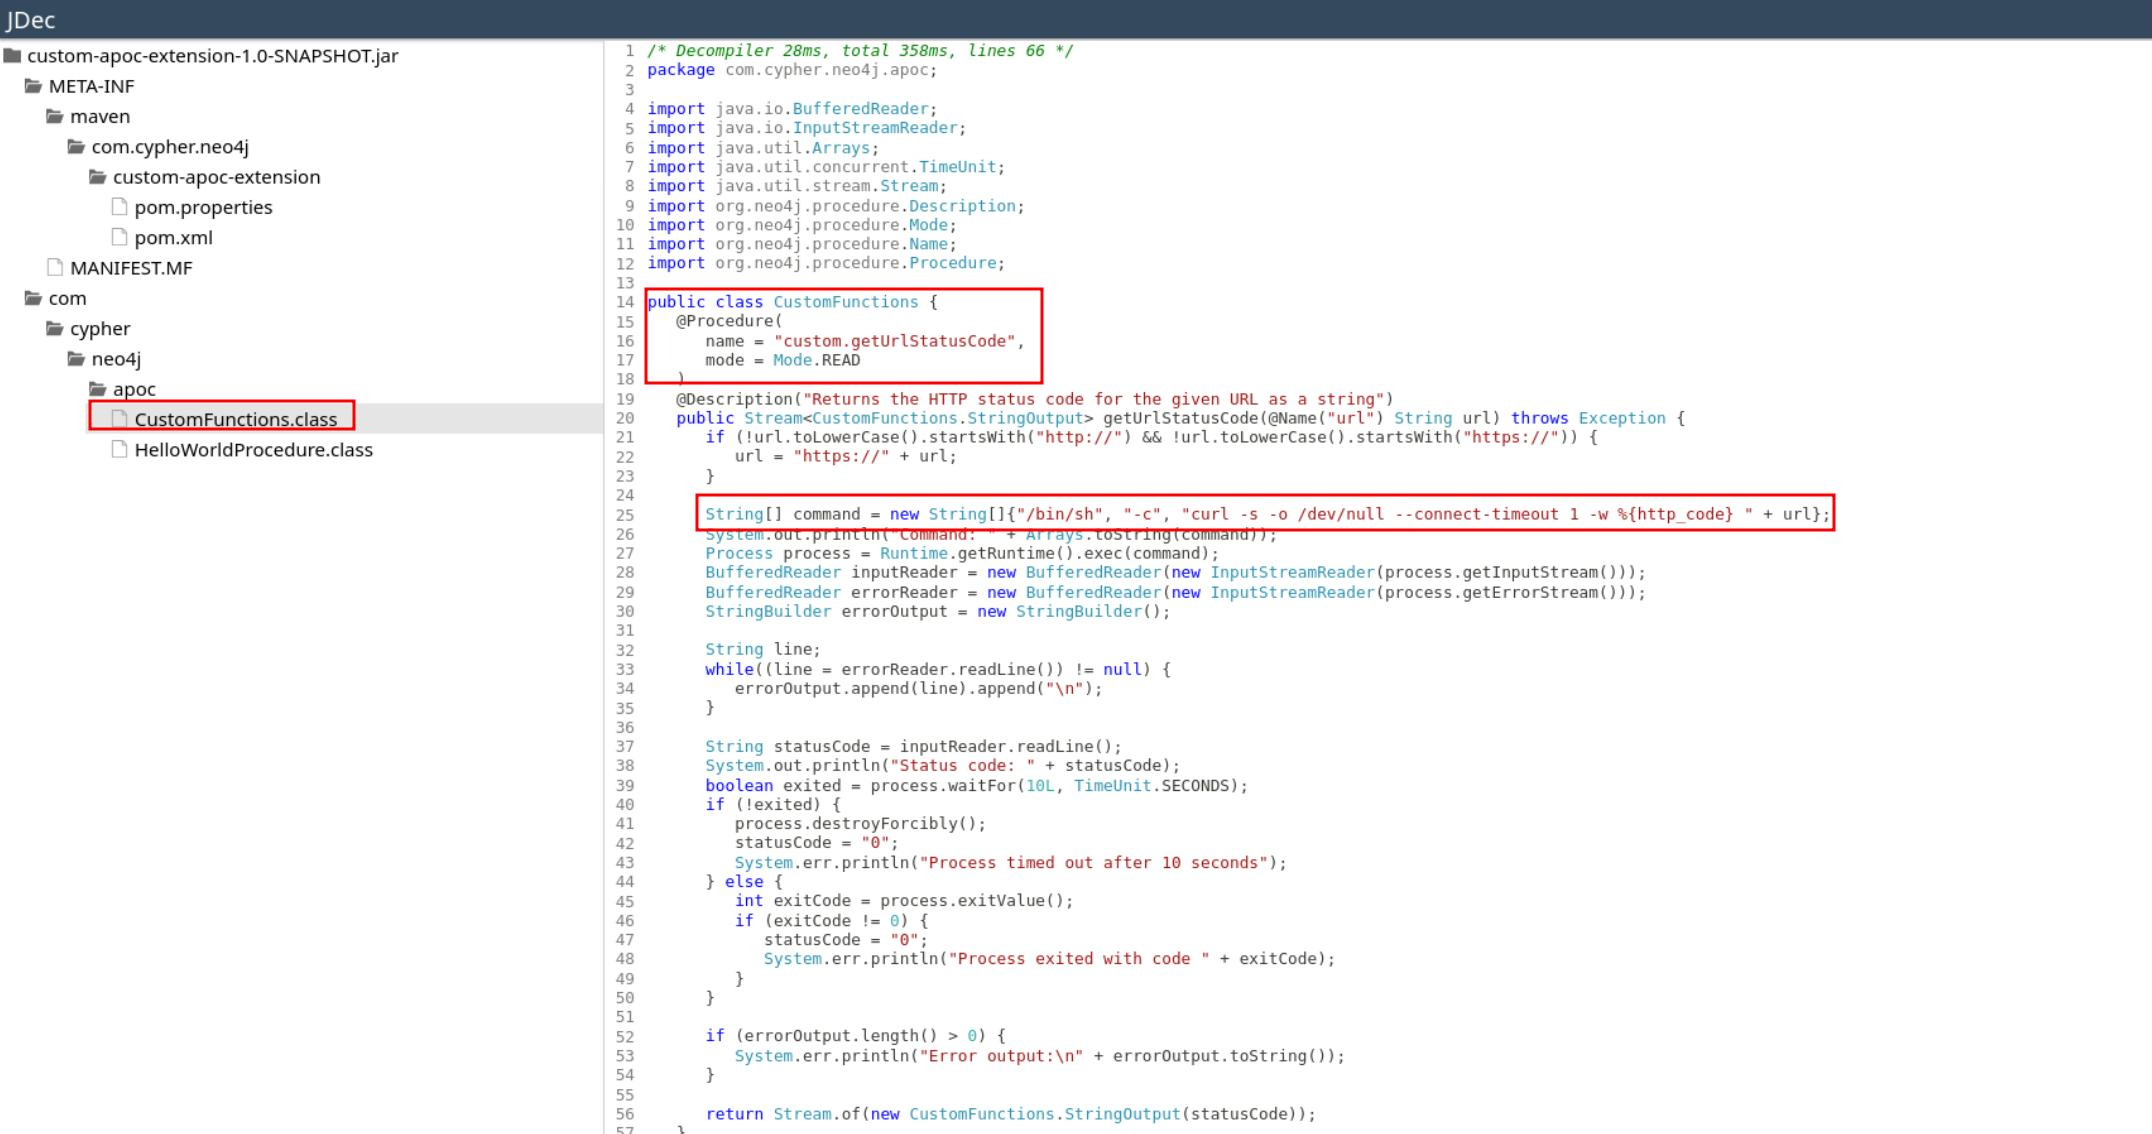 JDec
custom-apoc-extension-1.0-SNAPSHOT.jar
META-INF
maven
com.cypher.neo4j
custom-apoc-extension
pom.properties
pom.xml
MANIFEST.MF
com
cypher
neo4j
apoc
CustomFunctions.class
HelloWorldProcedure.class
1 /* Decompiler 28ms, total 358ms, lines 66 */
2 package com.cypher.neo4j.apoc;
3
4 import java.io.BufferedReader;
5 import java.io.InputStreamReader;
6 import java.util.Arrays;
7 import java.util.concurrent.TimeUnit;
8 import java.util.stream.Stream;
9 import org.neo4j.procedure.Description;
10 import org.neo4j.procedure.Mode;
11 import org.neo4j.procedure.Name;
12 import org.neo4j.procedure.Procedure;
13
14 public class CustomFunctions {
15 @Procedure(
16 name = "custom.getUrlStatusCode",
17 mode = Mode.READ
18 )
19 @Description("Returns the HTTP status code for the given URL as a string")
20 public Stream<CustomFunctions.StringOutput> getUrlStatusCode(@Name("url") String url) throws Exception {
21 if (!url.toLowerCase().startsWith("http://") && !url.toLowerCase().startsWith("https://")) {
22 url = "https://" + url;
23 }
24
25 String[] command = new String[]{"/bin/sh", "-c", "curl -s -o /dev/null --connect-timeout 1 -w %{http_code} " + url};
26 System.out.println("Command: " + Arrays.toString(command));
27 Process process = Runtime.getRuntime().exec(command);
28 BufferedReader inputReader = new BufferedReader(new InputStreamReader(process.getInputStream()));
29 BufferedReader errorReader = new BufferedReader(new InputStreamReader(process.getErrorStream()));
30 StringBuilder errorOutput = new StringBuilder();
31
32 String line;
33 while((line = errorReader.readLine()) != null) {
34 errorOutput.append(line).append("\n");
35 }
36
37 String statusCode = inputReader.readLine();
38 System.out.println("Status code: " + statusCode);
39 boolean exited = process.waitFor(10L, TimeUnit.SECONDS);
40 if (!exited) {
41 process.destroyForcibly();
42 statusCode = "0";
43 System.err.println("Process timed out after 10 seconds");
44 } else {
45 int exitCode = process.exitValue();
46 if (exitCode != 0) {
47 statusCode = "0";
48 System.err.println("Process exited with code " + exitCode);
49 }
50 }
51
52 if (errorOutput.length() > 0) {
53 System.err.println("Error output:\n" + errorOutput.toString());
54 }
55
56 return Stream.of(new CustomFunctions.StringOutput(statusCode));
57 }